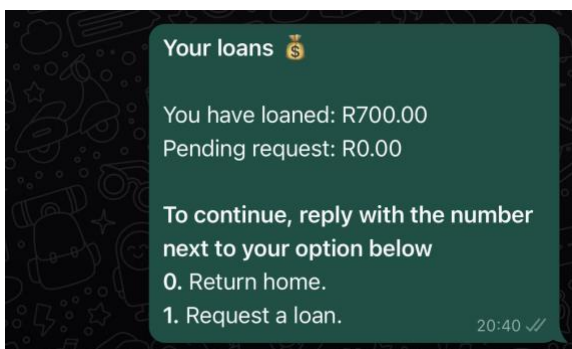 Your loans 💰
You have loaned: R700.00
Pending request: R0.00
To continue, reply with the number
next to your option below
0. Return home.
1. Request a loan.
20:40